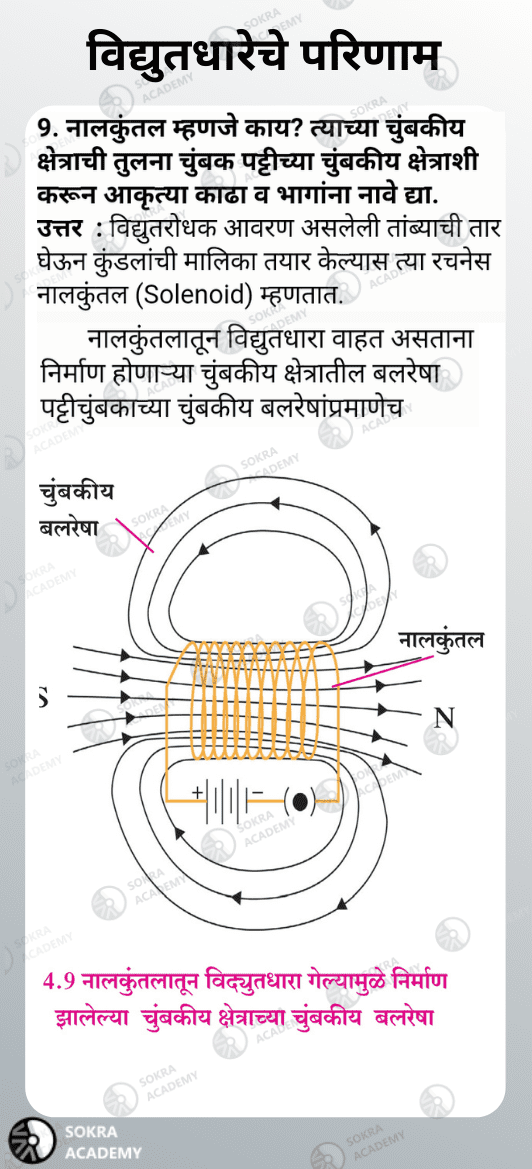 विद्युतधारेचे परिणाम
9. नालकुंतल म्हणजे काय? त्याच्या चुंबकीय
क्षेत्राची तुलना चुंबक पट्टीच्या चुंबकीय क्षेत्राशी
करून आकृत्या काढा व भागांना नावे द्या.
उत्तर : विद्युतरोधक आवरण असलेली तांब्याची तार
घेऊन कुंडलांची मालिका तयार केल्यास त्या रचनेस
नालकुंतल (Solenoid) म्हणतात.
नालकुंतलातून विद्युतधारा वाहत असताना
निर्माण होणाऱ्या चुंबकीय क्षेत्रातील बलरेषा
पट्टीचुंबकाच्या चुंबकीय बलरेषांप्रमाणेच
चुंबकीय
बलरेषा
नालकुंतल
S
N
+ −
4.9 नालकुंतलातून विद्युतधारा गेल्यामुळे निर्माण
झालेल्या चुंबकीय क्षेत्राच्या चुंबकीय बलरेषा
SOKRA
ACADEMY